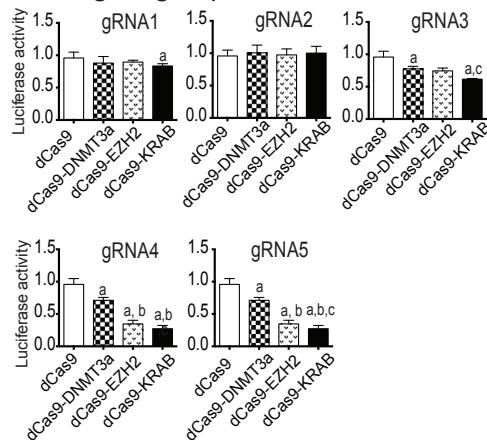 gRNA1
Luciferase activity
1.5
1.0
0.5
0.0
a
dCas9
dCas9-DNMT3a
dCas9-EZH2
dCas9-KRAB
gRNA2
1.5
1.0
0.5
0.0
dCas9
dCas9-DNMT3a
dCas9-EZH2
dCas9-KRAB
gRNA3
1.5
1.0
0.5
0.0
a
a,c
dCas9
dCas9-DNMT3a
dCas9-EZH2
dCas9-KRAB
gRNA4
Luciferase activity
1.5
1.0
0.5
0.0
a
a, b
a,b
dCas9
dCas9-DNMT3a
dCas9-EZH2
dCas9-KRAB
gRNA5
1.5
1.0
0.5
0.0
a
a, b
a,b,c
dCas9
dCas9-DNMT3a
dCas9-EZH2
dCas9-KRAB